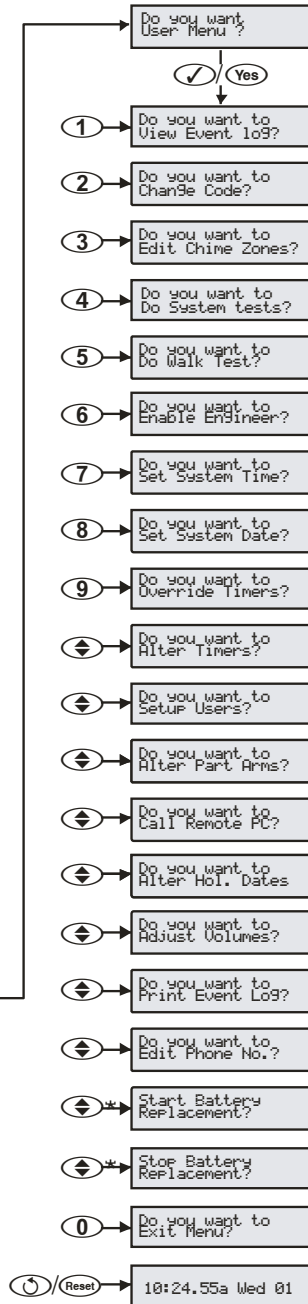 Do you want
User Menu ?
Yes
1
Do you want to
View Event log?
2
Do you want to
Change Code?
3
Do you want to
Edit Chime Zones?
4
Do you want to
Do System tests?
5
Do you want to
Do Walk Test?
6
Do you want to
Enable Engineer?
7
Do you want to
Set System Time?
8
Do you want to
Set System Date?
9
Do you want to
Override Timers?
Do you want to
Alter Timers?
Do you want to
Setup Users?
Do you want to
Alter Part Arms?
Do you want to
Call Remote PC?
Do you want to
Alter Hol. Dates
Do you want to
Adjust Volumes?
Do you want to
Print Event Log?
Do you want to
Edit Phone No.?
*
Start Battery
Replacement?
*
Stop Battery
Replacement?
0
Do you want to
Exit Menu?
/Reset
10:24.55a Wed 01